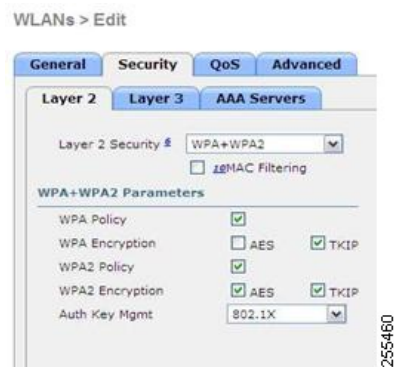 WLANs > Edit
General Security QoS Advanced
Layer 2 Layer 3 AAA Servers
Layer 2 Security 6 WPA+WPA2
10MAC Filtering
WPA+WPA2 Parameters
WPA Policy
WPA Encryption AES TKIP
WPA2 Policy
WPA2 Encryption AES TKIP
Auth Key Mgmt 802.1X
255460